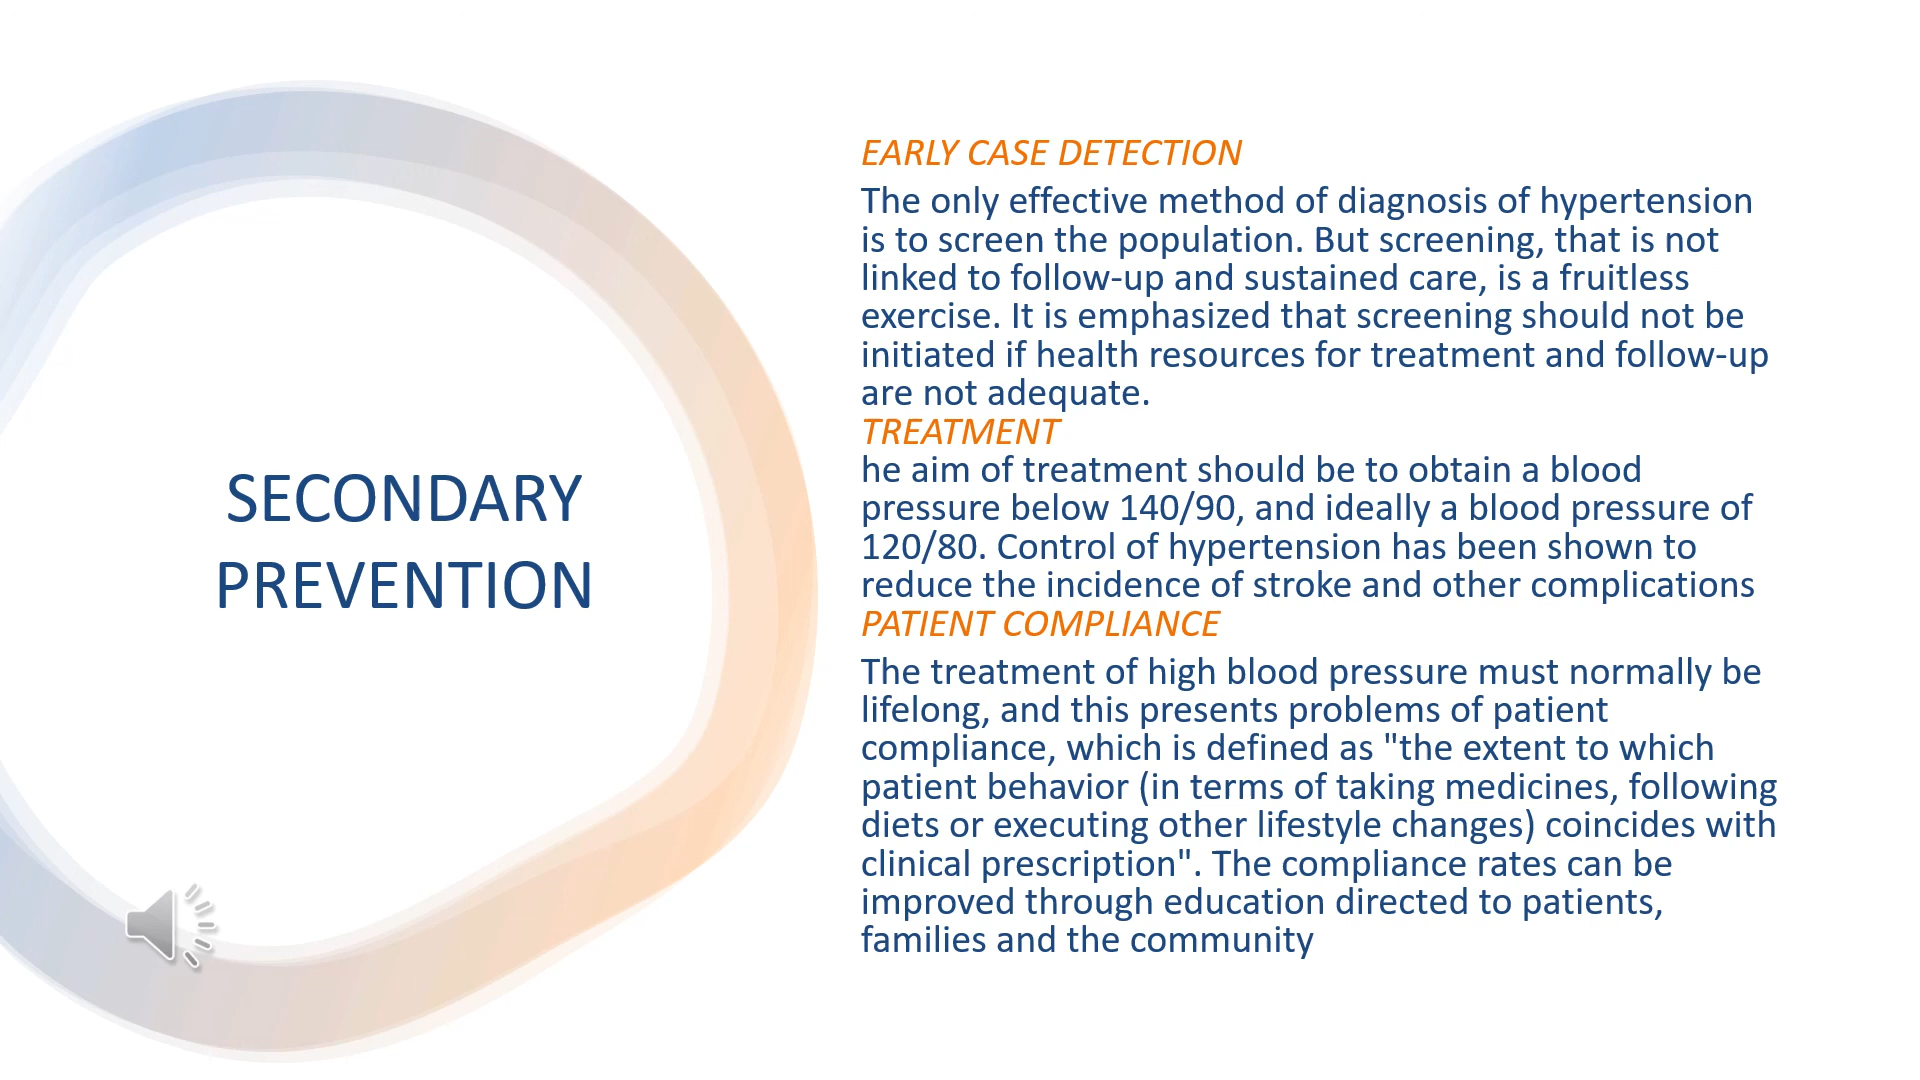 SECONDARY
PREVENTION
EARLY CASE DETECTION
The only effective method of diagnosis of hypertension
is to screen the population. But screening, that is not
linked to follow-up and sustained care, is a fruitless
exercise. It is emphasized that screening should not be
initiated if health resources for treatment and follow-up
are not adequate.
TREATMENT
he aim of treatment should be to obtain a blood
pressure below 140/90, and ideally a blood pressure of
120/80. Control of hypertension has been shown to
reduce the incidence of stroke and other complications
PATIENT COMPLIANCE
The treatment of high blood pressure must normally be
lifelong, and this presents problems of patient
compliance, which is defined as "the extent to which
patient behavior (in terms of taking medicines, following
diets or executing other lifestyle changes) coincides with
clinical prescription". The compliance rates can be
improved through education directed to patients,
families and the community